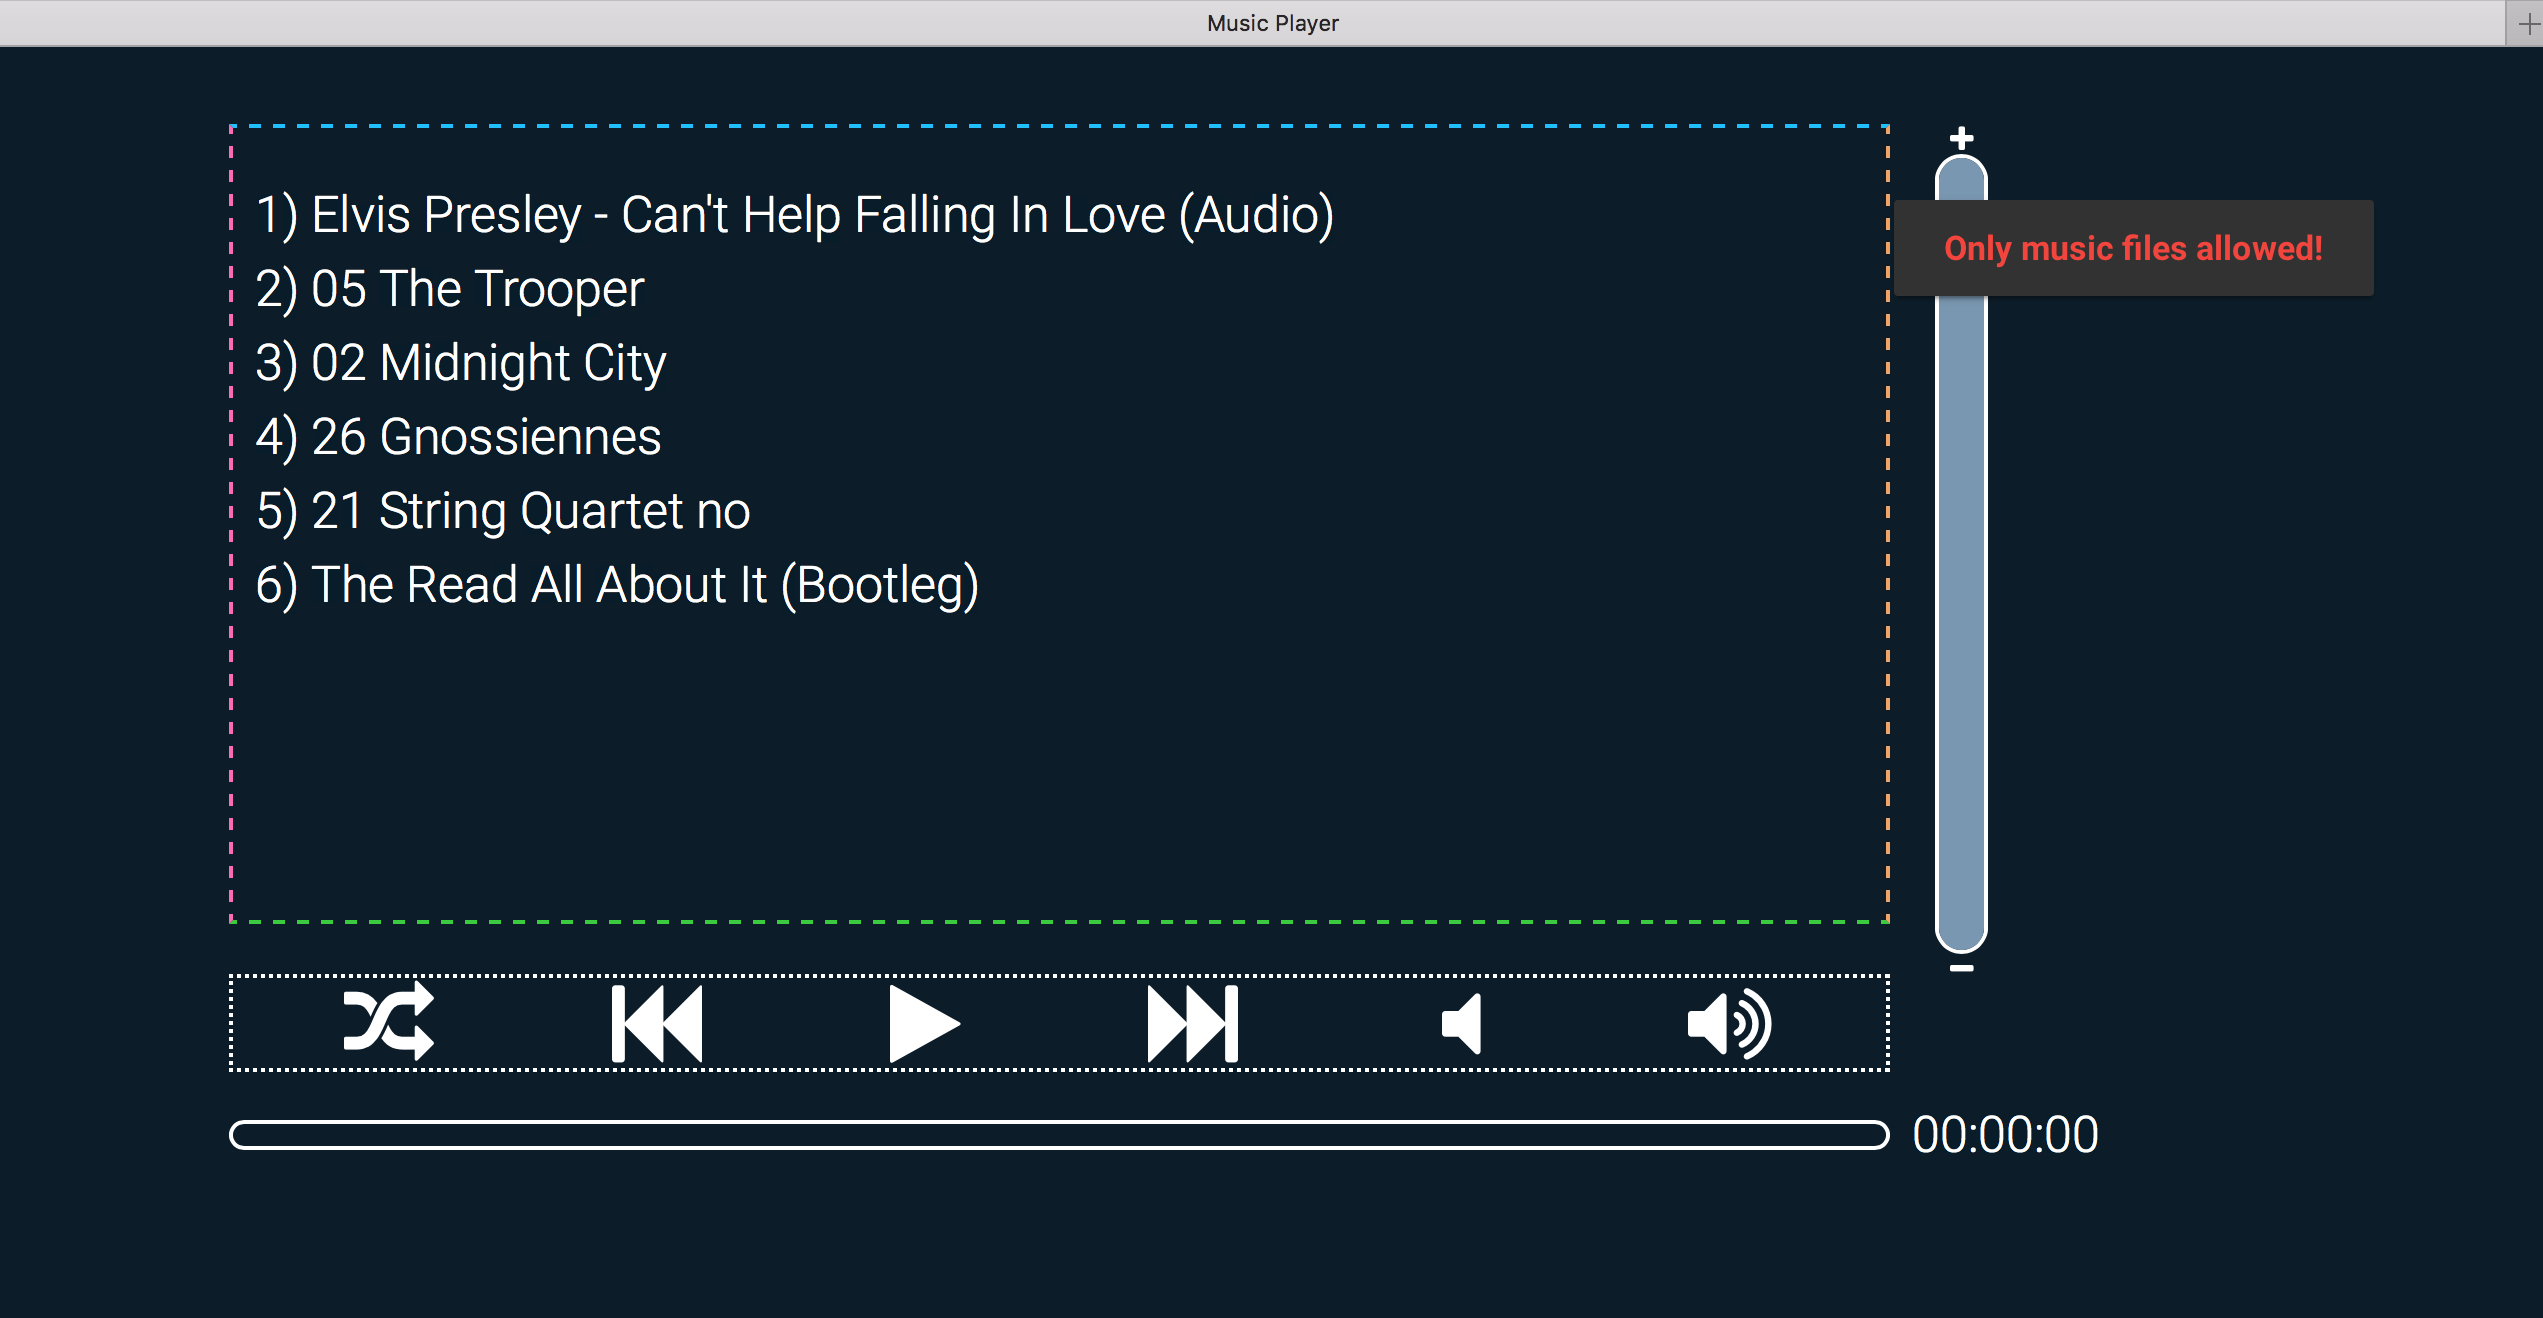 Music Player
1) Elvis Presley - Can't Help Falling In Love (Audio)
Only music files allowed!
2) 05 The Trooper
3) 02 Midnight City
4) 26 Gnossiennes
5) 21 String Quartet no
6) The Read All About It (Bootleg)
00:00:00